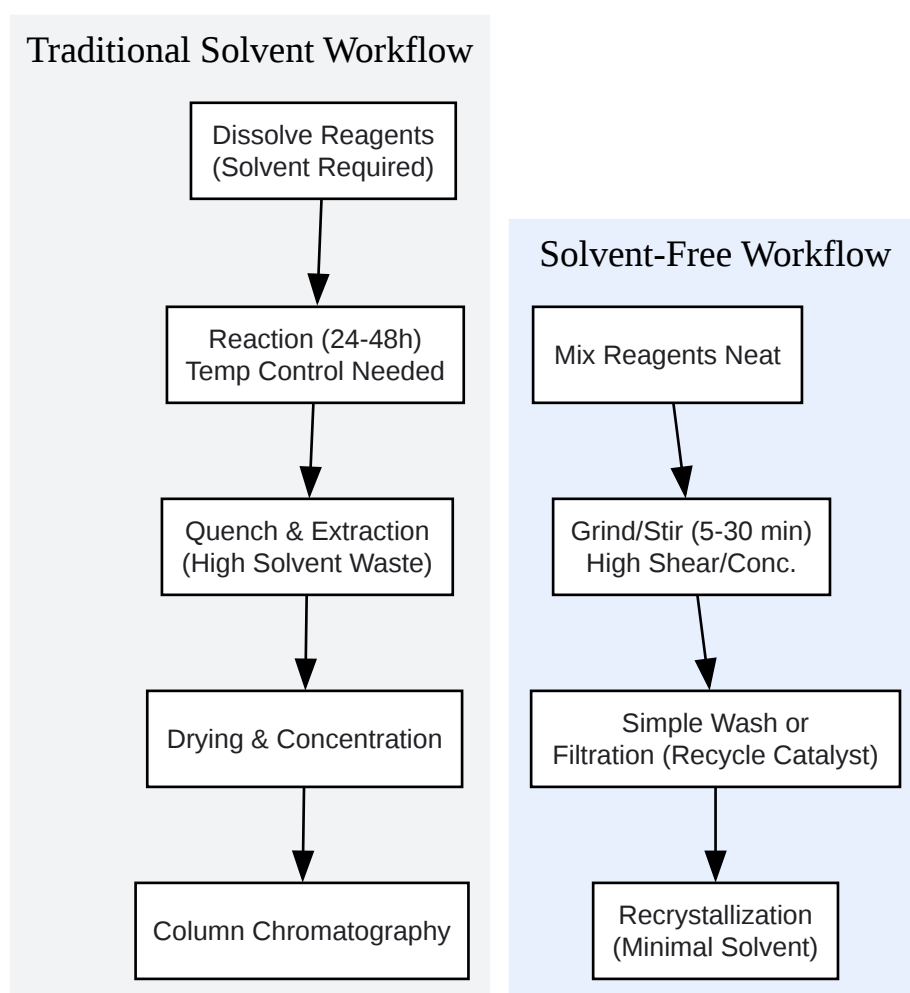 Traditional Solvent Workflow
Dissolve Reagents
(Solvent Required)
Reaction (24-48h)
Temp Control Needed
Quench & Extraction
(High Solvent Waste)
Drying & Concentration
Column Chromatography
Solvent-Free Workflow
Mix Reagents Neat
Grind/Stir (5-30 min)
High Shear/Conc.
Simple Wash or
Filtration (Recycle Catalyst)
Recrystallization
(Minimal Solvent)